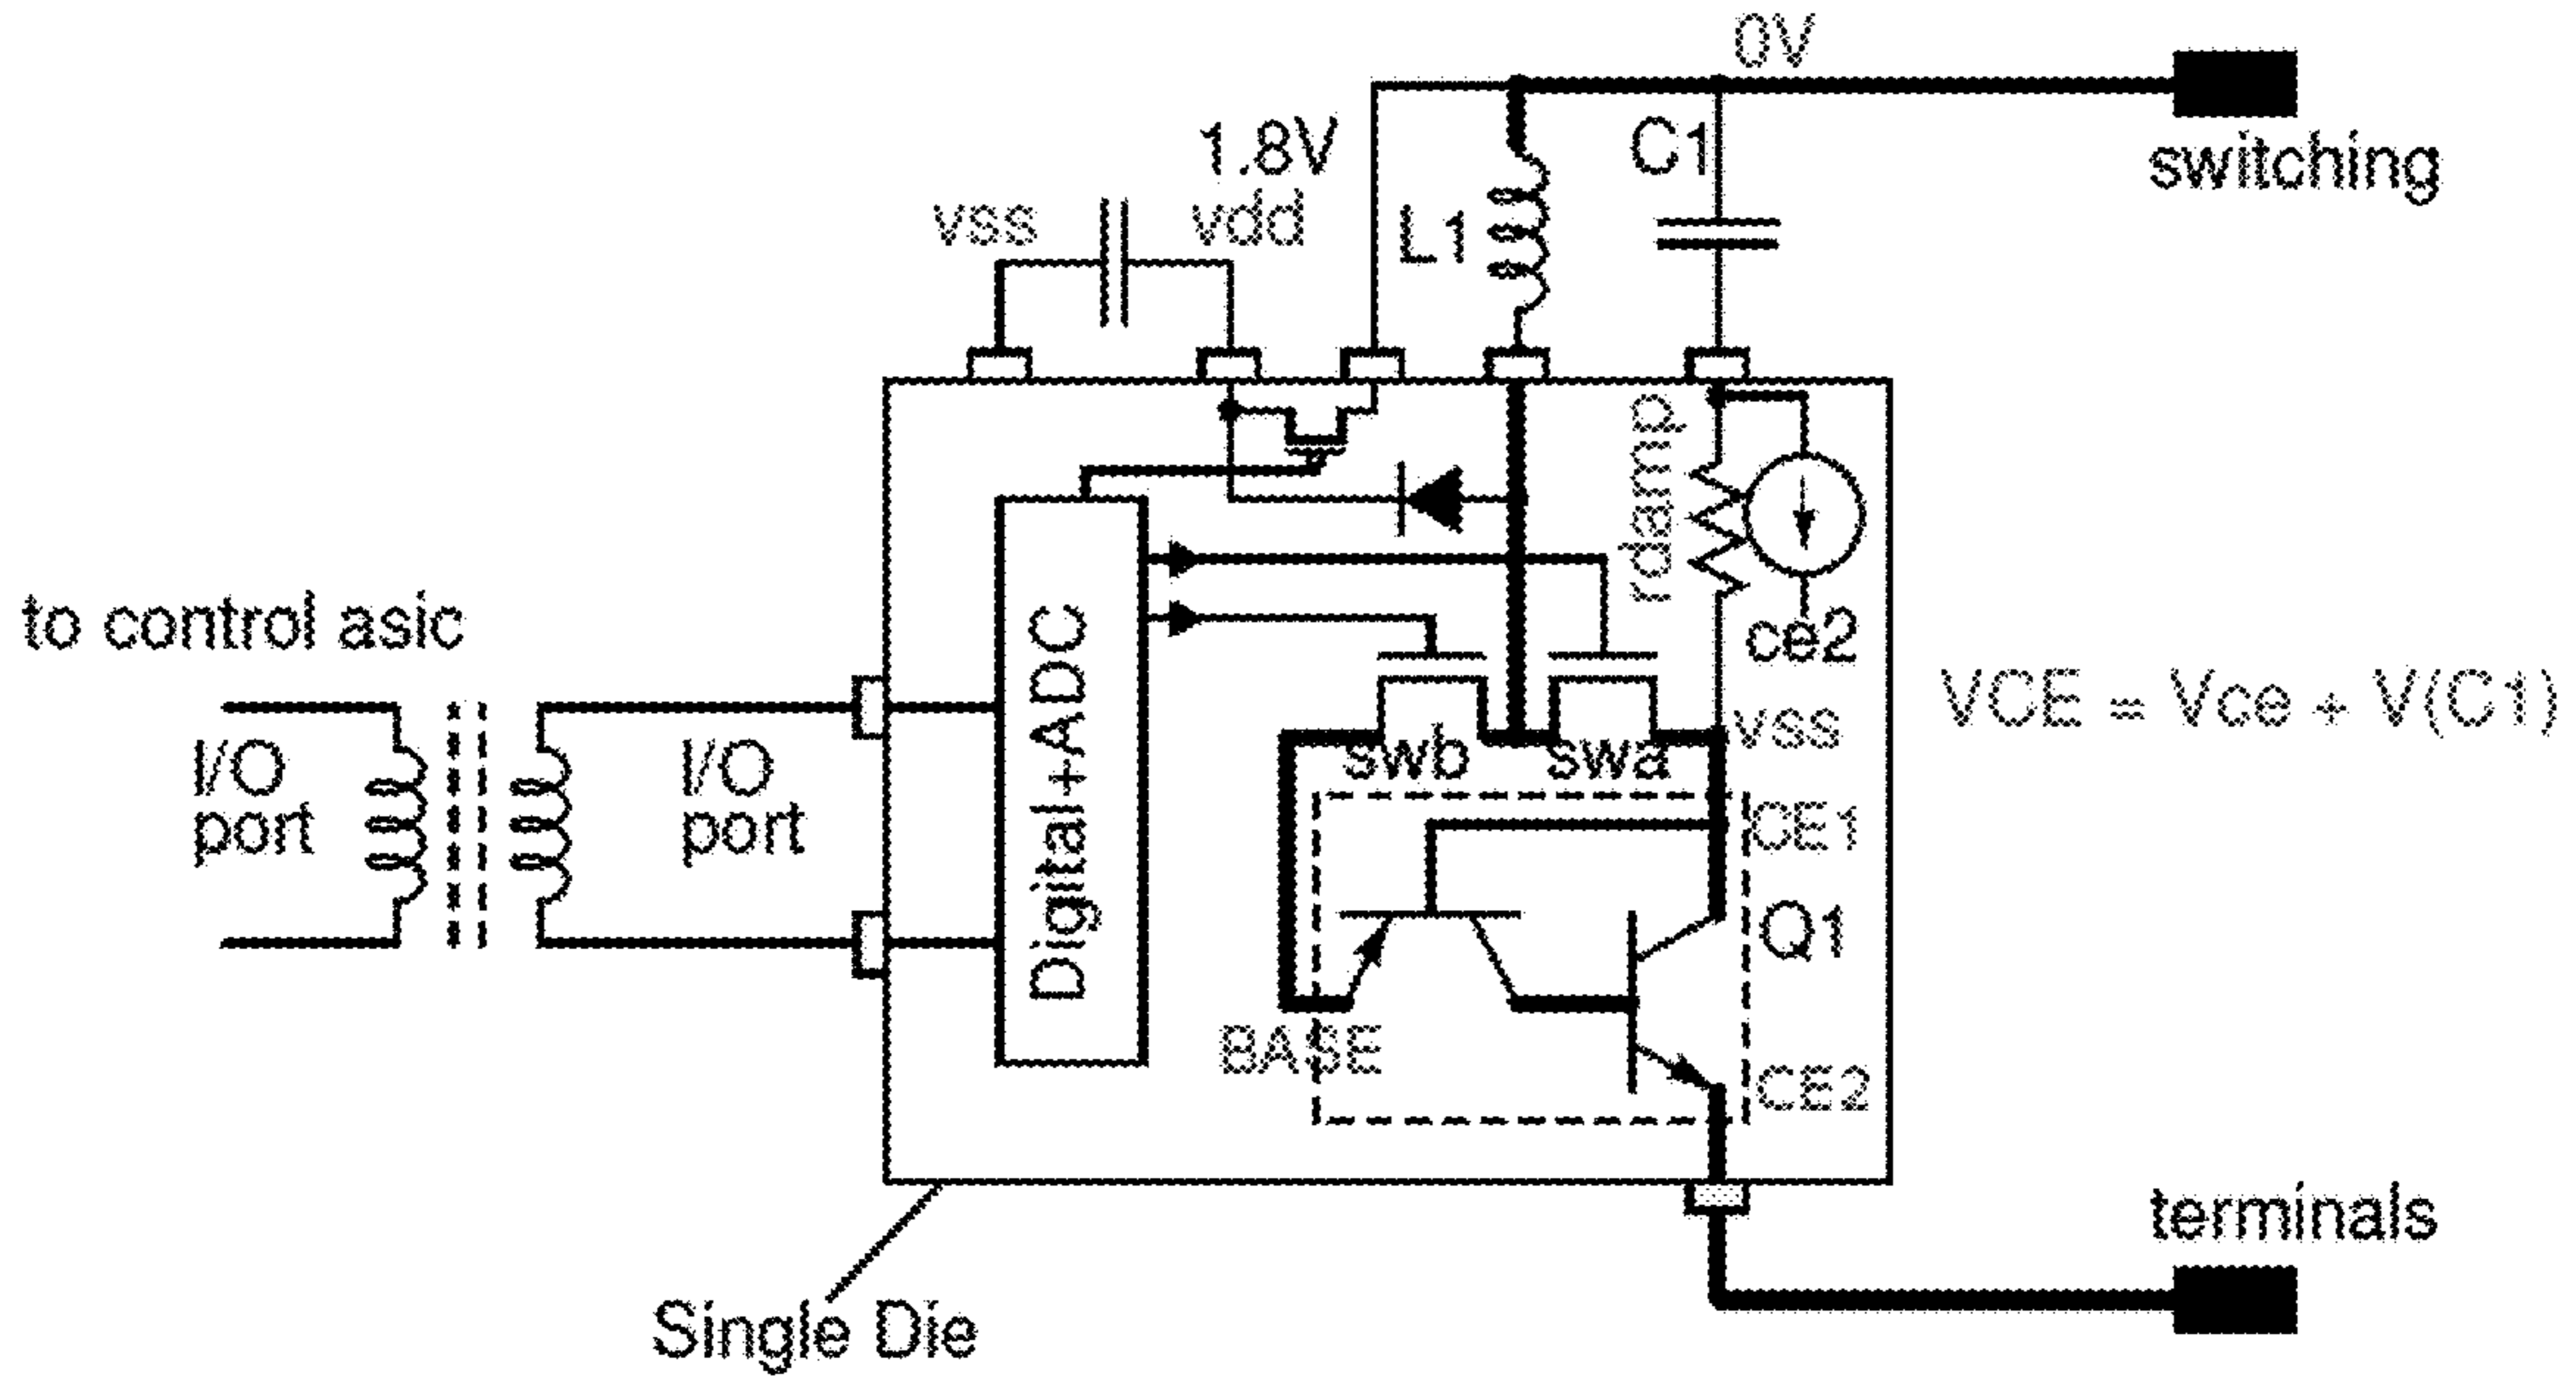 0V
1.8V
C1
switching
vss
vdd
L1
rdamp
to control asic
ce2
Digital+ADC
VCE = Vce + V(C1)
vss
I/O
port
I/O
port
swb
swa
CE1
Q1
BASE
CE2
terminals
Single Die